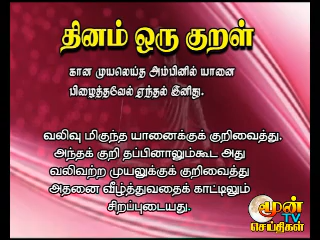 தினம் ஒரு குறள்
கான முயலெய்த அம்பினில் யானை
பிழைத்தவேல் ஏந்தல் இனிது.
வலிவு மிகுந்த யானைக்குக் குறிவைத்து.
அந்தக் குறி தப்பினாலும்கூட அது
வலிவற்ற முயலுக்குக் குறிவைத்து
அதனை வீழ்த்துவதைக் காட்டிலும்
சிறப்புடையது.
மூன்
TV
செய்திகள்